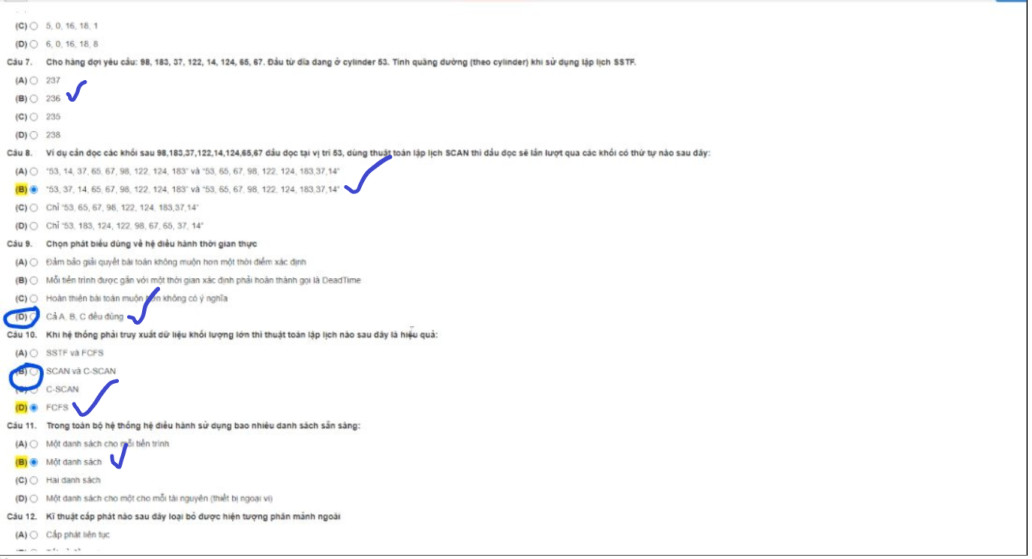 (C) 5, 0, 16, 18, 1
(D) 6, 0, 16, 18, 8
Câu 7. Cho hàng đợi yêu cầu: 98, 183, 37, 122, 14, 124, 65, 67. Đầu từ đĩa đang ở cylinder 53. Tính quãng đường (theo cylinder) khi sử dụng lập lịch SSTF.
(A) 237
(B) 236
(C) 235
(D) 238
Câu 8. Ví dụ cần đọc các khối sau 98,183,37,122,14,124,65,67 đầu đọc tại vị trí 53, dùng thuật toán lập lịch SCAN thì đầu đọc sẽ lần lượt qua các khối có thứ tự nào sau đây:
(A) "53, 14, 37, 65, 67, 98, 122, 124, 183" và "53, 65, 67, 98, 122, 124, 183,37,14"
(B) "53, 37, 14, 65, 67, 98, 122, 124, 183" và "53, 65, 67, 98, 122, 124, 183,37,14"
(C) Chỉ "53, 65, 67, 98, 122, 124, 183,37,14"
(D) Chỉ "53, 183, 124, 122, 98, 67, 65, 37, 14"
Câu 9. Chọn phát biểu đúng về hệ điều hành thời gian thực
(A) Đảm bảo giải quyết bài toán không muộn hơn một thời điểm xác định
(B) Mỗi tiến trình được gắn với một thời gian xác định phải hoàn thành gọi là DeadTime
(C) Hoàn thiện bài toán muộn hơn không có ý nghĩa
(D) Cả A, B, C đều đúng
Câu 10. Khi hệ thống phải truy xuất dữ liệu khối lượng lớn thì thuật toán lập lịch nào sau đây là hiệu quả:
(A) SSTF và FCFS
(B) SCAN và C-SCAN
(C) C-SCAN
(D) FCFS
Câu 11. Trong toàn bộ hệ thống hệ điều hành sử dụng bao nhiêu danh sách sẵn sàng:
(A) Một danh sách cho mỗi tiến trình
(B) Một danh sách
(C) Hai danh sách
(D) Một danh sách cho một cho mỗi tài nguyên (thiết bị ngoại vi)
Câu 12. Kĩ thuật cấp phát nào sau đây loại bỏ được hiện tượng phân mảnh ngoài
(A) Cấp phát liên tục